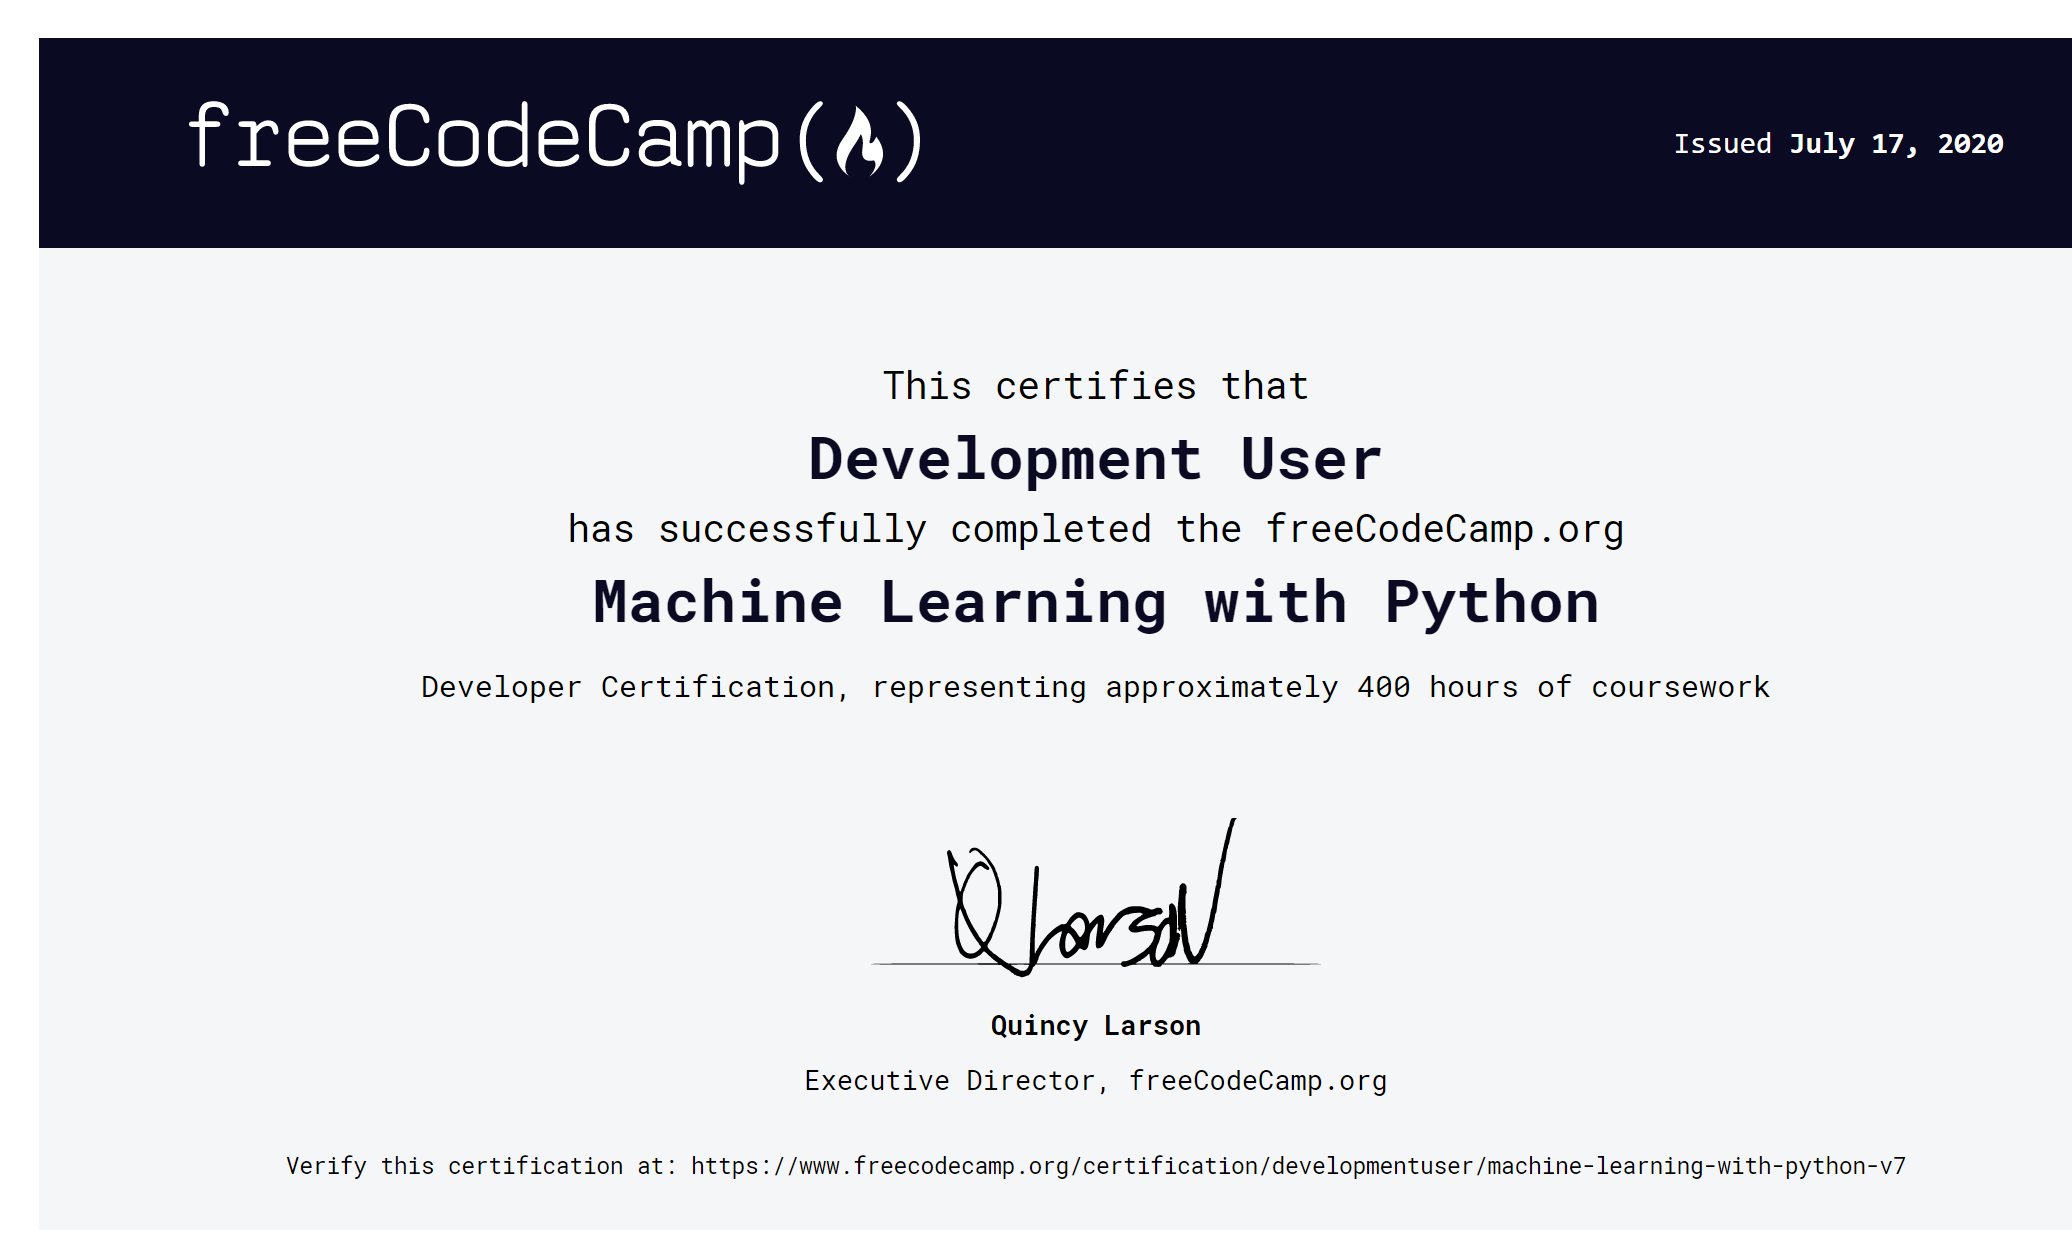 freeCodeCamp
Issued July 17, 2020
This certifies that
Development User
has successfully completed the freeCodeCamp.org
Machine Learning with Python
Developer Certification, representing approximately 400 hours of coursework
Q Larson
Quincy Larson
Executive Director, freeCodeCamp.org
Verify this certification at: https://www.freecodecamp.org/certification/developmentuser/machine-learning-with-python-v7